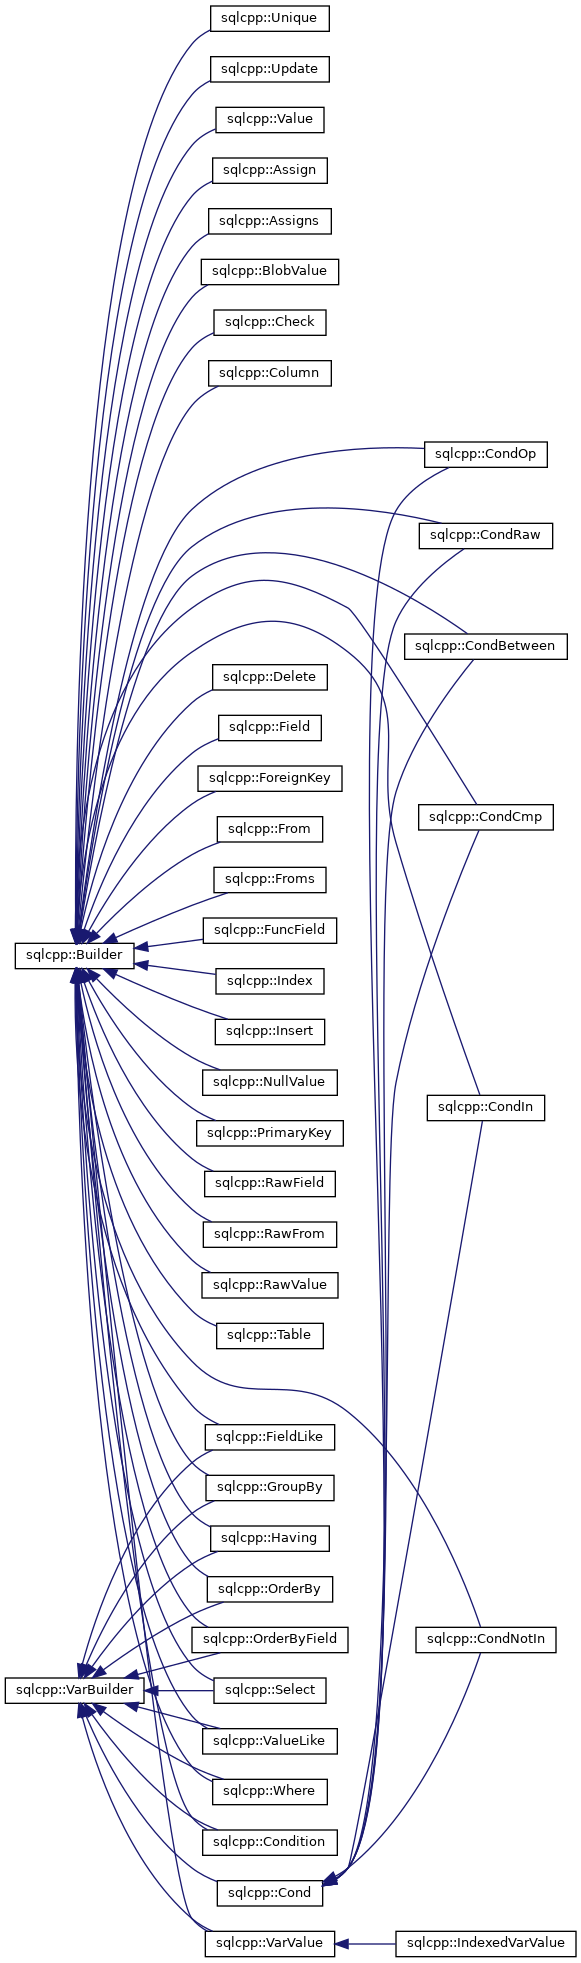 sqlcpp::Unique
sqlcpp::Update
sqlcpp::Value
sqlcpp::Assign
sqlcpp::Assigns
sqlcpp::BlobValue
sqlcpp::Check
sqlcpp::Column
sqlcpp::CondOp
sqlcpp::CondRaw
sqlcpp::CondBetween
sqlcpp::Delete
sqlcpp::Field
sqlcpp::ForeignKey
sqlcpp::CondCmp
sqlcpp::From
sqlcpp::Froms
sqlcpp::FuncField
sqlcpp::Builder
sqlcpp::Index
sqlcpp::Insert
sqlcpp::NullValue
sqlcpp::CondIn
sqlcpp::PrimaryKey
sqlcpp::RawField
sqlcpp::RawFrom
sqlcpp::RawValue
sqlcpp::Table
sqlcpp::FieldLike
sqlcpp::GroupBy
sqlcpp::Having
sqlcpp::OrderBy
sqlcpp::OrderByField
sqlcpp::CondNotIn
sqlcpp::VarBuilder
sqlcpp::Select
sqlcpp::ValueLike
sqlcpp::Where
sqlcpp::Condition
sqlcpp::Cond
sqlcpp::VarValue
sqlcpp::IndexedVarValue